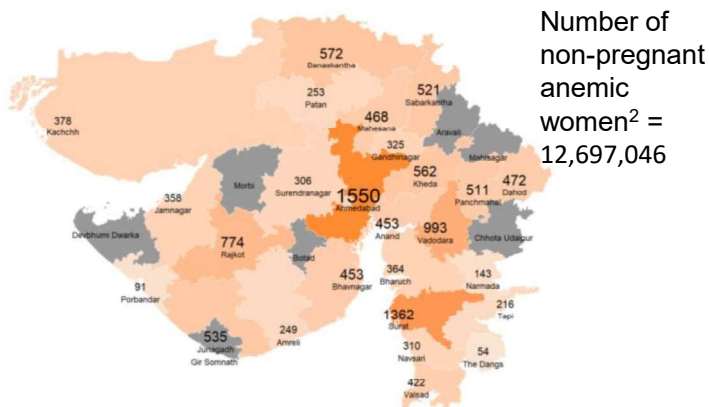 Number of
non-pregnant
anemic
women² =
12,697,046
572
Banaskantha
253
Patan
521
Sabarkantha
378
Kachchh
468
Mahesana
Aravali
325
Gandhinagar
Mahisagar
562
Kheda
472
Dahod
511
Panchmahal
Morbi
306
Surendranagar
358
Jamnagar
1550
Ahmedabad
453
Anand
993
Vadodara
Chhota Udaipur
Devbhumi Dwarka
774
Rajkot
Botad
453
Bhavnagar
364
Bharuch
143
Narmada
91
Porbandar
216
Tapi
1362
Surat
535
Junagadh
Gir Somnath
249
Amreli
310
Navsari
54
The Dangs
422
Valsad